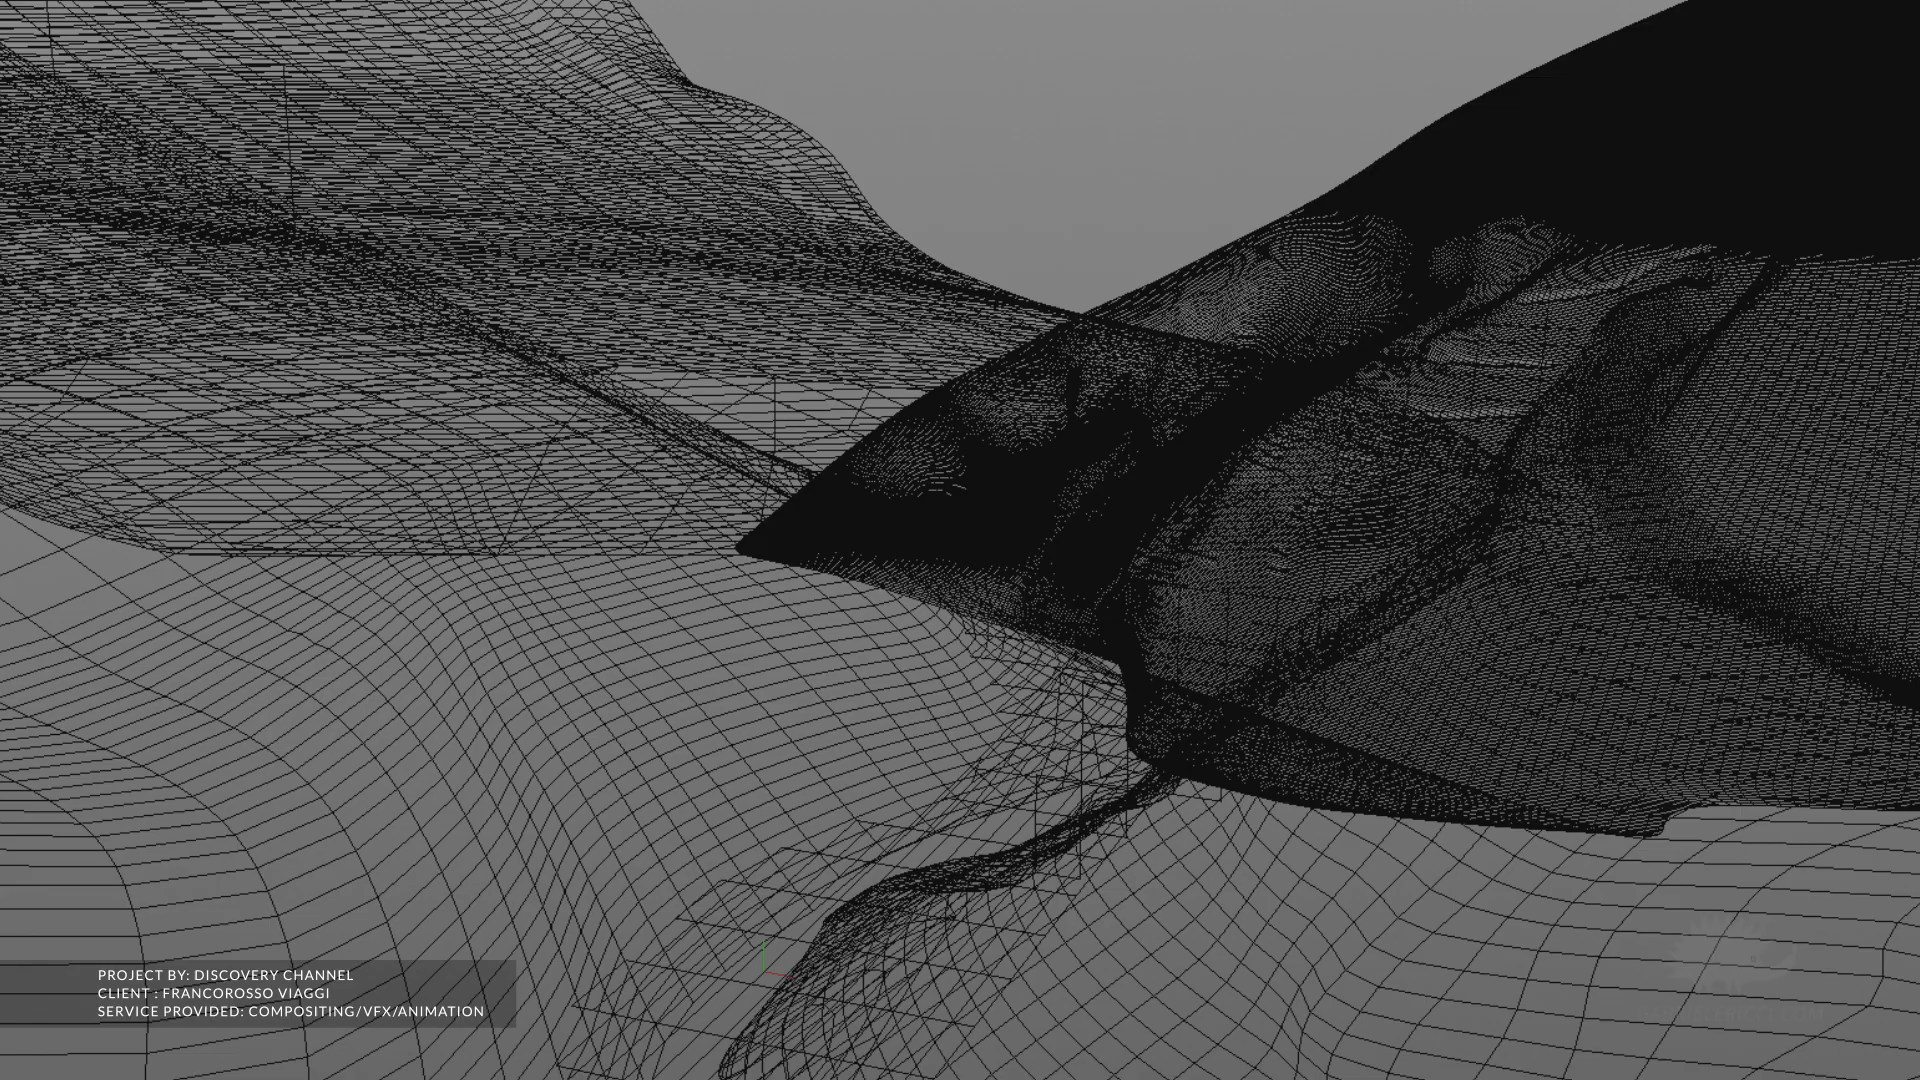 PROJECT BY: DISCOVERY CHANNEL
CLIENT : FRANCOROSSO VIAGGI
SERVICE PROVIDED: COMPOSITING/VFX/ANIMATION